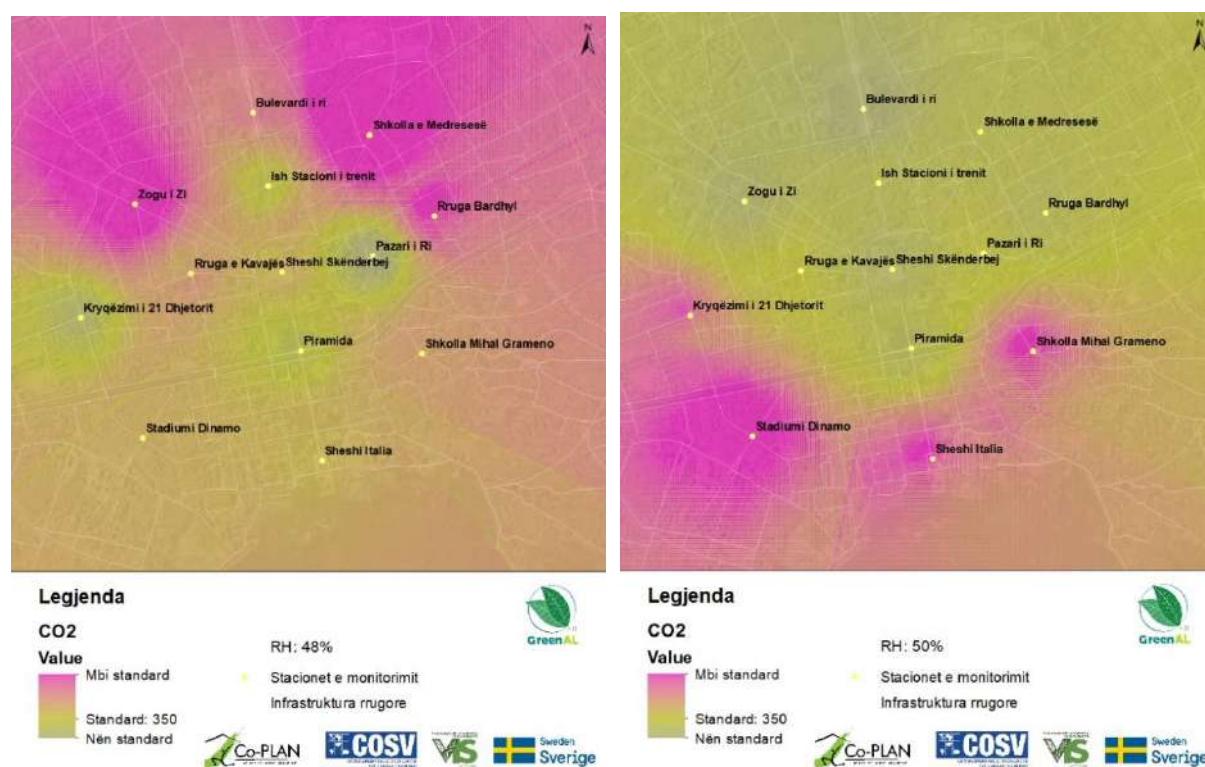 N
Bulevardi i ri
Shkolla e Medresesë
Ish Stacioni i trenit
Zogu i Zi
Rruga Bardhyl
Pazari i Ri
Rruga e Kavajës
Sheshi Skënderbej
Kryqëzimi i 21 Dhjetorit
Piramida
Shkolla Mihal Grameno
Stadiumi Dinamo
Sheshi Italia
Legjenda
CO2
Value
Mbi standard
Standard: 350
Nën standard
RH: 48%
Stacionet e monitorimit
Infrastruktura rrugore
GreenAL
Co-PLAN
COSV
VIS
Sweden
Sverige
N
Bulevardi i ri
Shkolla e Medresesë
Ish Stacioni i trenit
Zogu i Zi
Rruga Bardhyl
Pazari i Ri
Rruga e Kavajës
Sheshi Skënderbej
Kryqëzimi i 21 Dhjetorit
Piramida
Shkolla Mihal Grameno
Stadiumi Dinamo
Sheshi Italia
Legjenda
CO2
Value
Mbi standard
Standard: 350
Nën standard
RH: 50%
Stacionet e monitorimit
Infrastruktura rrugore
GreenAL
Co-PLAN
COSV
VIS
Sweden
Sverige